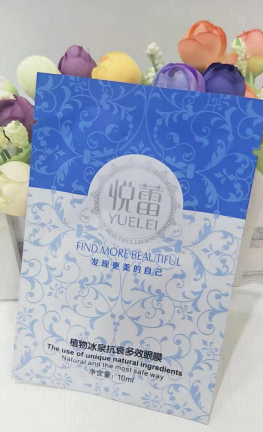 悦蕾
YUELEI
FIND MORE BEAUTIFUL
发现更美的自己
植物冰泉抗衰多效眼膜
The use of unique natural ingredients
Natural and the most safe way
净含量: 10ml